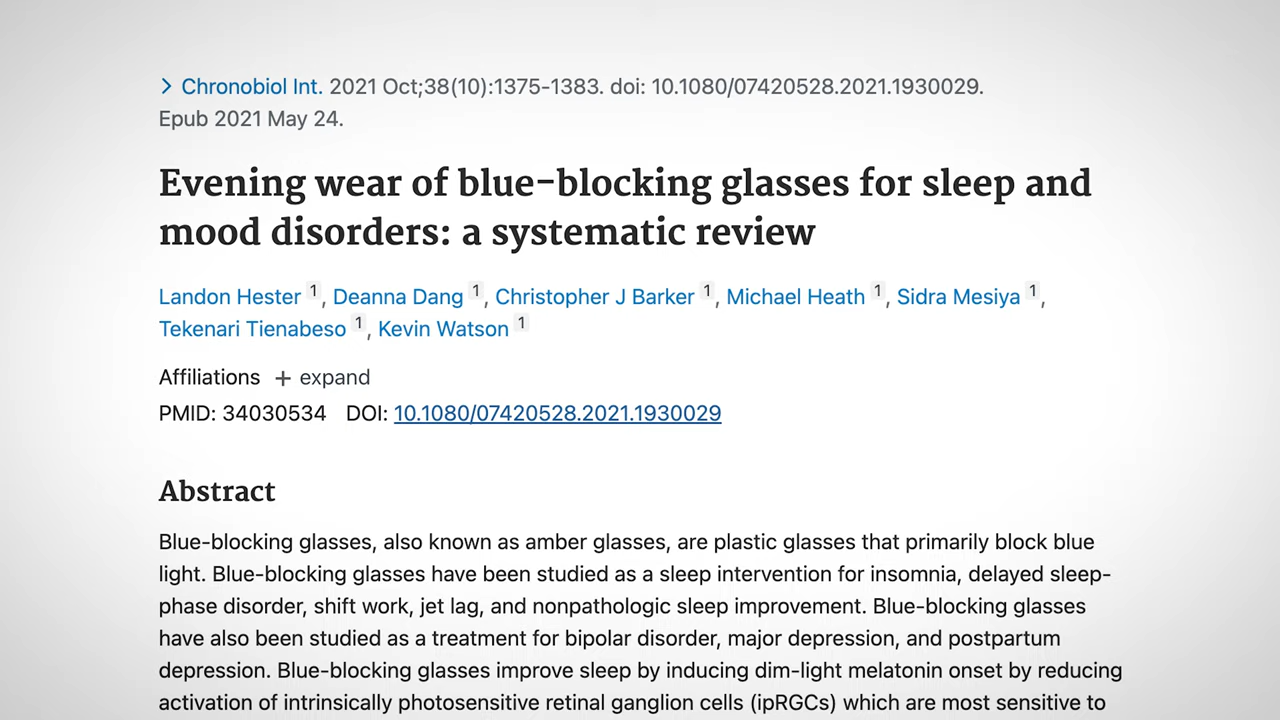 > Chronobiol Int. 2021 Oct;38(10):1375-1383. doi: 10.1080/07420528.2021.1930029.
Epub 2021 May 24.
Evening wear of blue-blocking glasses for sleep and
mood disorders: a systematic review
Landon Hester 1, Deanna Dang 1, Christopher J Barker 1, Michael Heath 1, Sidra Mesiya 1,
Tekenari Tienabeso 1, Kevin Watson 1
Affiliations + expand
PMID: 34030534 DOI: 10.1080/07420528.2021.1930029
Abstract
Blue-blocking glasses, also known as amber glasses, are plastic glasses that primarily block blue
light. Blue-blocking glasses have been studied as a sleep intervention for insomnia, delayed sleep-
phase disorder, shift work, jet lag, and nonpathologic sleep improvement. Blue-blocking glasses
have also been studied as a treatment for bipolar disorder, major depression, and postpartum
depression. Blue-blocking glasses improve sleep by inducing dim-light melatonin onset by reducing
activation of intrinsically photosensitive retinal ganglion cells (ipRGCs) which are most sensitive to